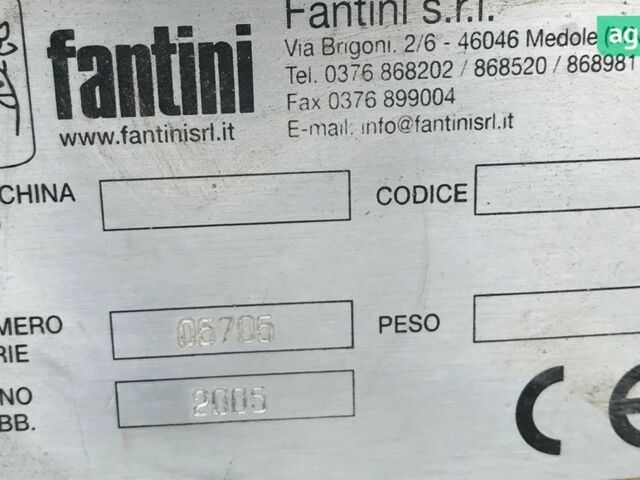 fantini
www.fantinisrl.it
Fantini s.r.l.
Via Brigoni, 2/6 - 46046 Medole
Tel. 0376 868202 / 868520 / 868981
Fax 0376 899004
E-mail: info@fantinisrl.it
ag
CHINA
CODICE
MERO
RIE
05705
PESO
NO
BB.
2005
CE